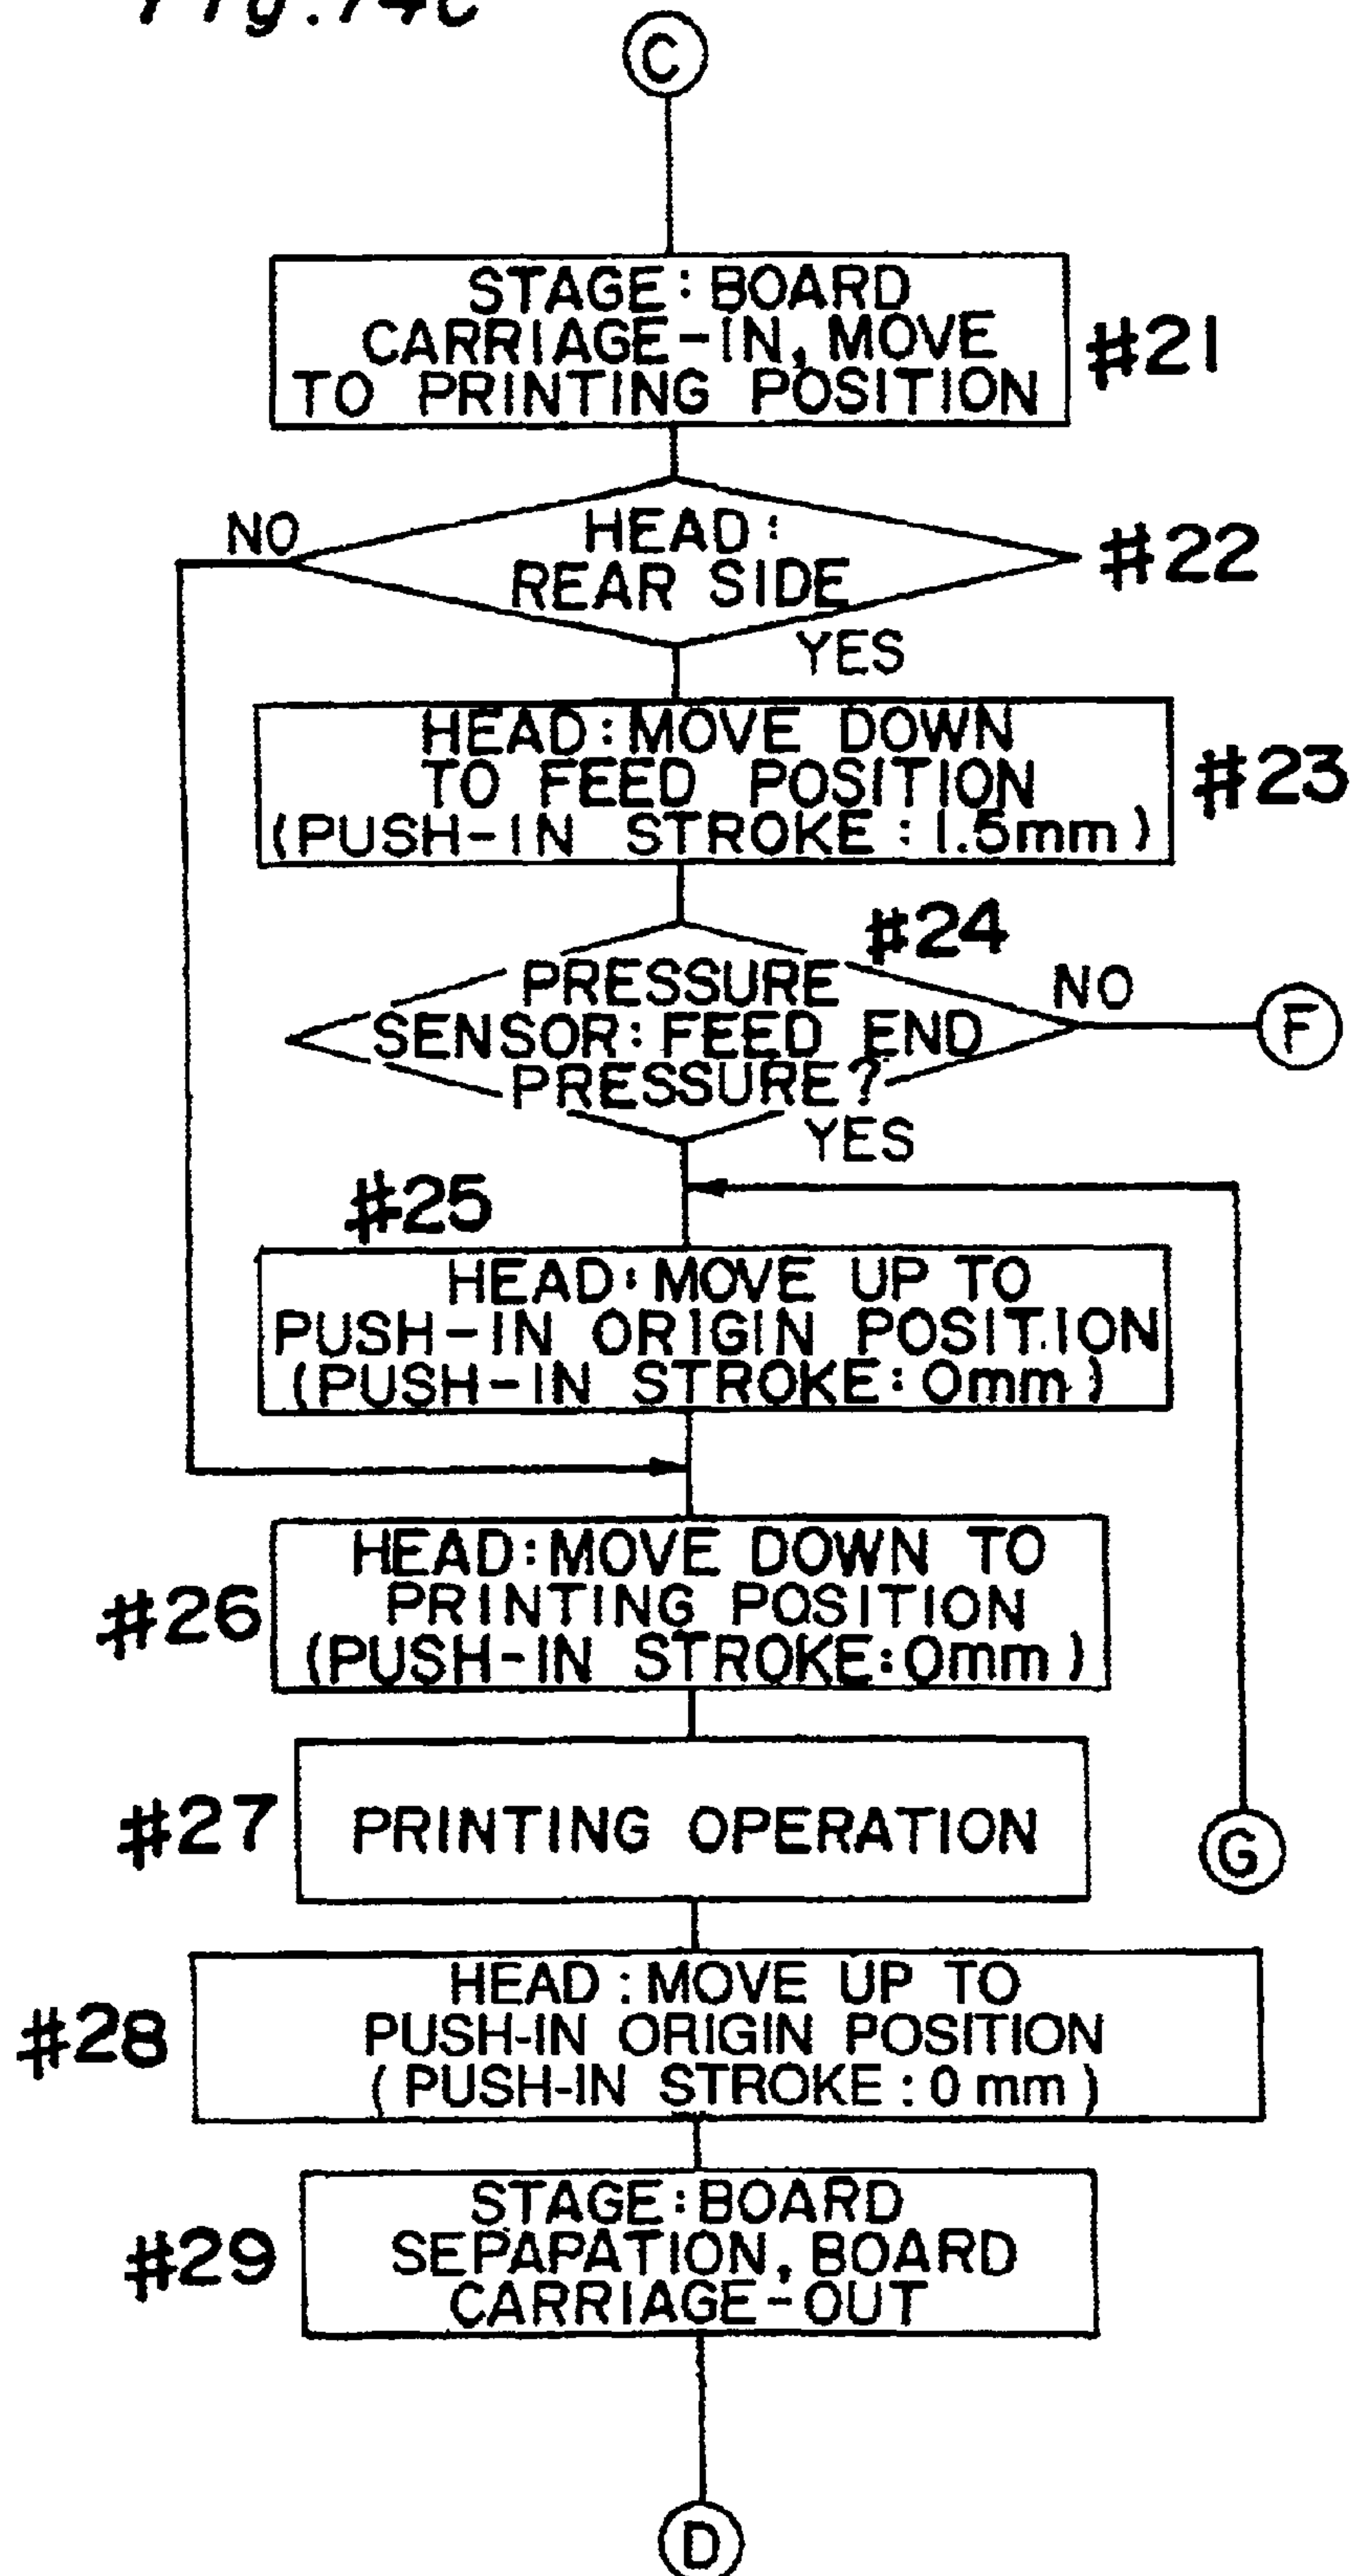 Fig.14C
C
STAGE:BOARD
CARRIAGE-IN, MOVE
TO PRINTING POSITION
#21
NO
HEAD:
REAR SIDE
#22
YES
HEAD:MOVE DOWN
TO FEED POSITION
(PUSH-IN STROKE:1.5mm)
#23
#24
PRESSURE
SENSOR:FEED END
PRESSURE?
NO
F
YES
#25
HEAD:MOVE UP TO
PUSH-IN ORIGIN POSITION
(PUSH-IN STROKE:0mm)
HEAD:MOVE DOWN TO
PRINTING POSITION
(PUSH-IN STROKE:0mm)
#26
PRINTING OPERATION
#27
G
HEAD:MOVE UP TO
PUSH-IN ORIGIN POSITION
(PUSH-IN STROKE:0mm)
#28
STAGE:BOARD
SEPAPATION, BOARD
CARRIAGE-OUT
#29
D